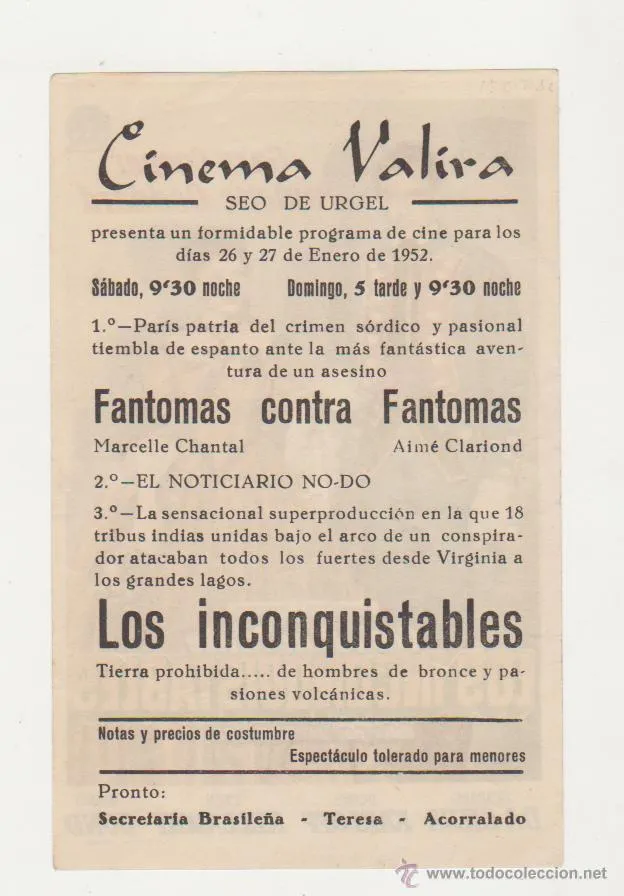 Cinema Valira
SEO DE URGEL
presenta un formidable programa de cine para los
días 26 y 27 de Enero de 1952.
Sábado, 9'30 noche Domingo, 5 tarde y 9'30 noche
1.º—París patria del crimen sórdico y pasional
tiembla de espanto ante la más fantástica aven-
tura de un asesino
Fantomas contra Fantomas
Marcelle Chantal Aimé Clariond
2.º—EL NOTICIARIO NO-DO
3.º—La sensacional superproducción en la que 18
tribus indias unidas bajo el arco de un conspira-
dor atacaban todos los fuertes desde Virginia a
los grandes lagos.
Los inconquistables
Tierra prohibida..... de hombres de bronce y pa-
siones volcánicas.
Notas y precios de costumbre
Espectáculo tolerado para menores
Pronto:
Secretaria Brasileña - Teresa - Acorralado
www.todocoleccion.net